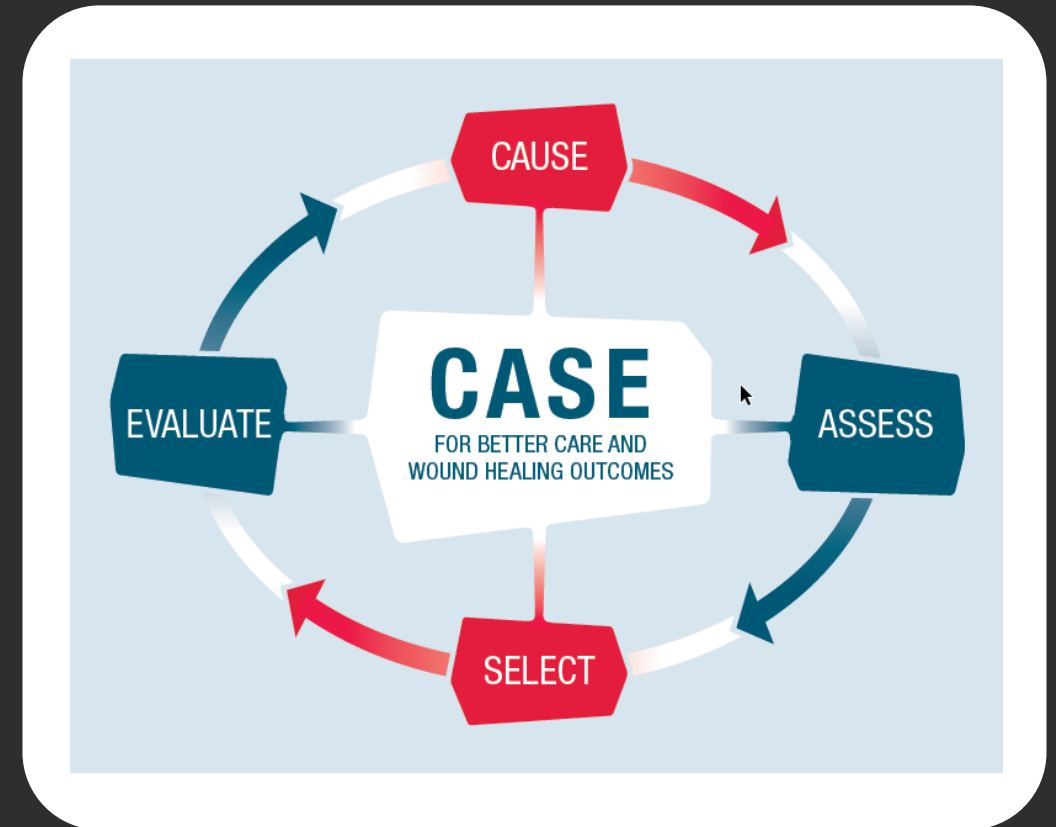 CAUSE
EVALUATE
CASE
FOR BETTER CARE AND
WOUND HEALING OUTCOMES
ASSESS
SELECT